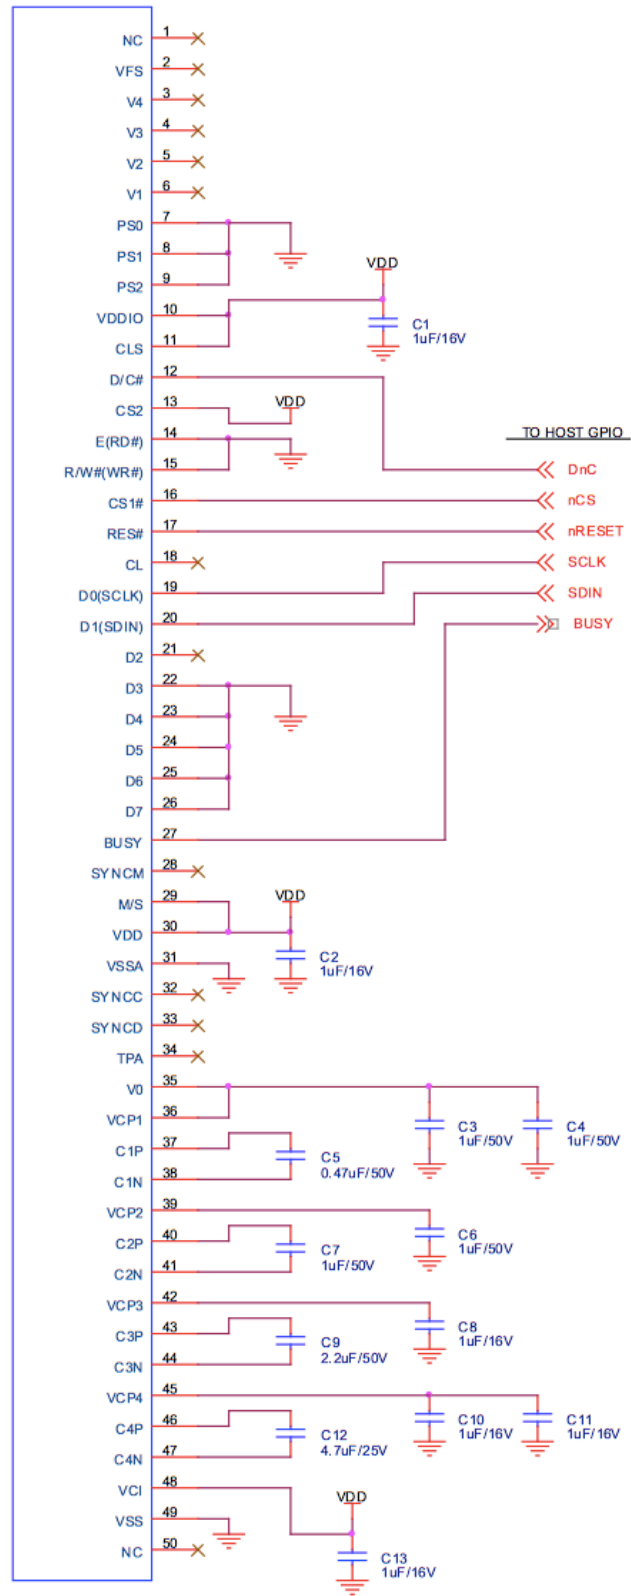 NC 1
VFS 2
V4 3
V3 4
V2 5
V1 6
PS0 7
PS1 8
PS2 9
VDD
VDDIO 10
C1
CLS 11
1uF/16V
D/C# 12
CS2 13
VDD
E(RD#) 14
TO HOST GPIO
R/W#(WR#) 15
DnC
CS1# 16
nCS
RES# 17
nRESET
CL 18
SCLK
D0(SCLK) 19
SDIN
D1(SDIN) 20
BUSY
D2 21
D3 22
D4 23
D5 24
D6 25
D7 26
BUSY 27
SYNCM 28
M/S 29
VDD
VDD 30
C2
1uF/16V
VSSA 31
SYNCC 32
SYNCD 33
TPA 34
V0 35
VCP1 36
C3
1uF/50V
C4
1uF/50V
C1P 37
C5
0.47uF/50V
C1N 38
VCP2 39
C6
1uF/50V
C2P 40
C7
1uF/50V
C2N 41
VCP3 42
C8
1uF/16V
C3P 43
C9
2.2uF/50V
C3N 44
VCP4 45
C10
1uF/16V
C11
1uF/16V
C4P 46
C12
4.7uF/25V
C4N 47
VCI 48
VDD
VSS 49
NC 50
C13
1uF/16V